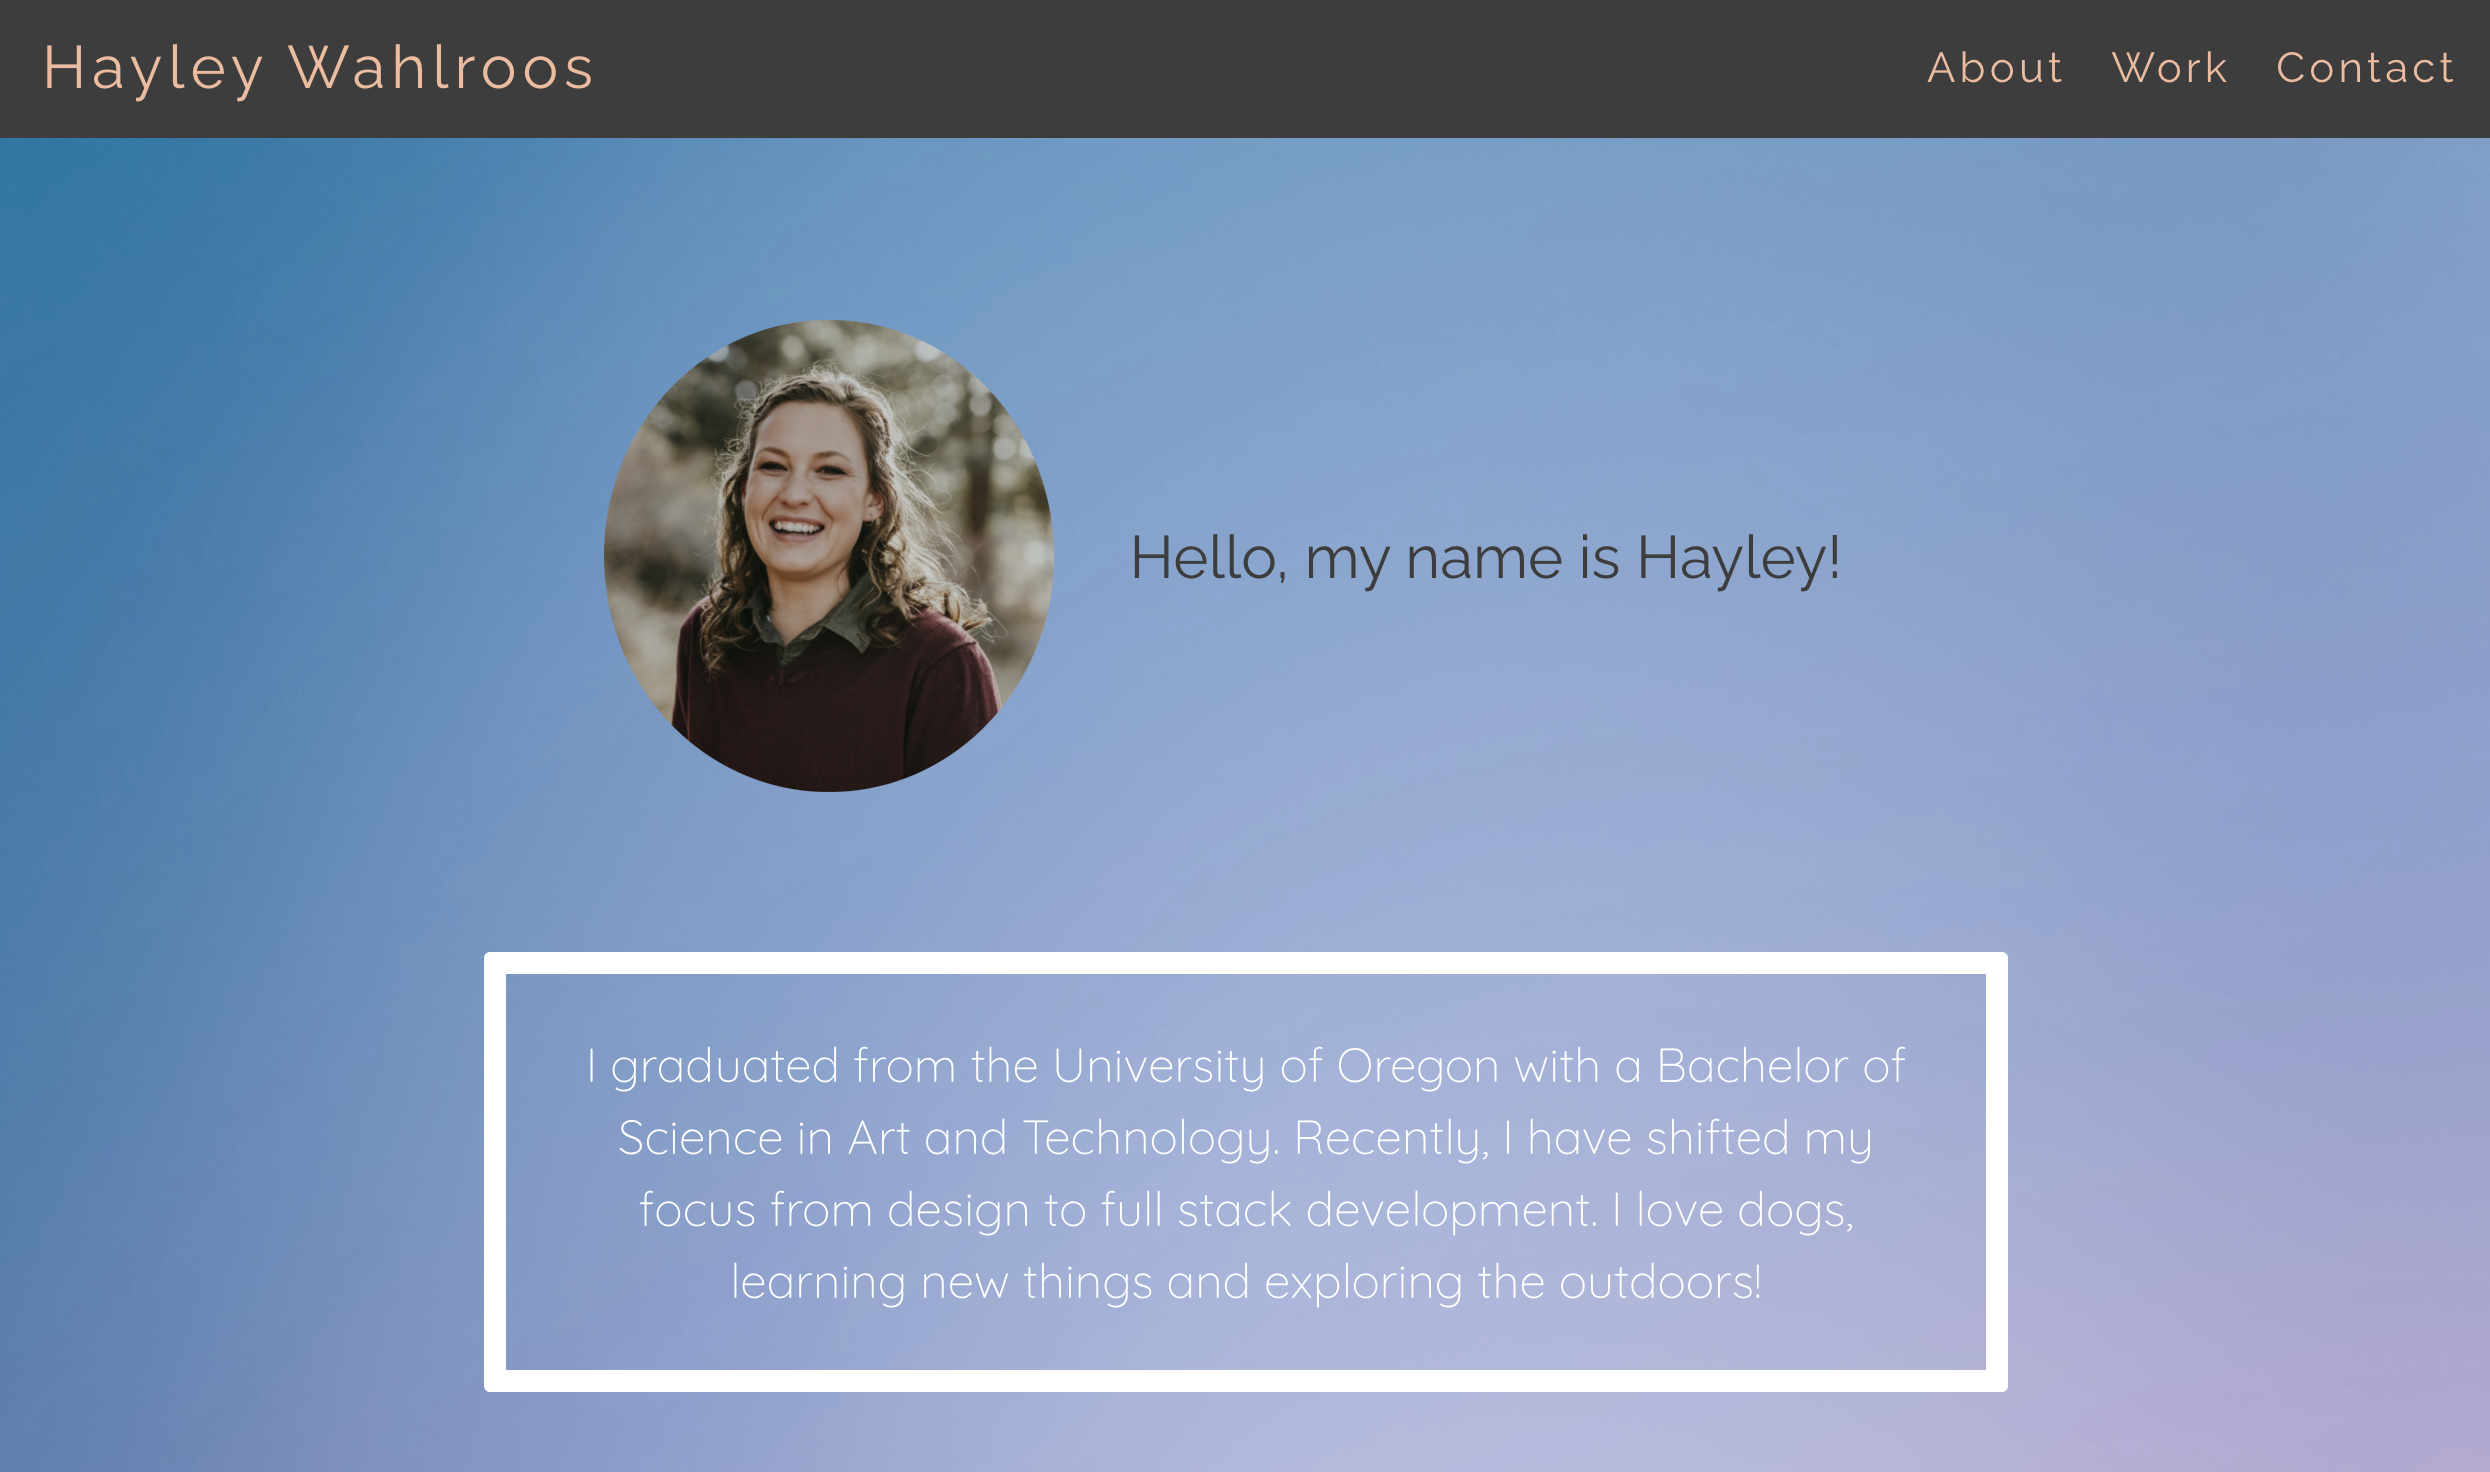 Hayley Wahlroos
About Work Contact
Hello, my name is Hayley!
I graduated from the University of Oregon with a Bachelor of
Science in Art and Technology. Recently, I have shifted my
focus from design to full stack development. I love dogs,
learning new things and exploring the outdoors!